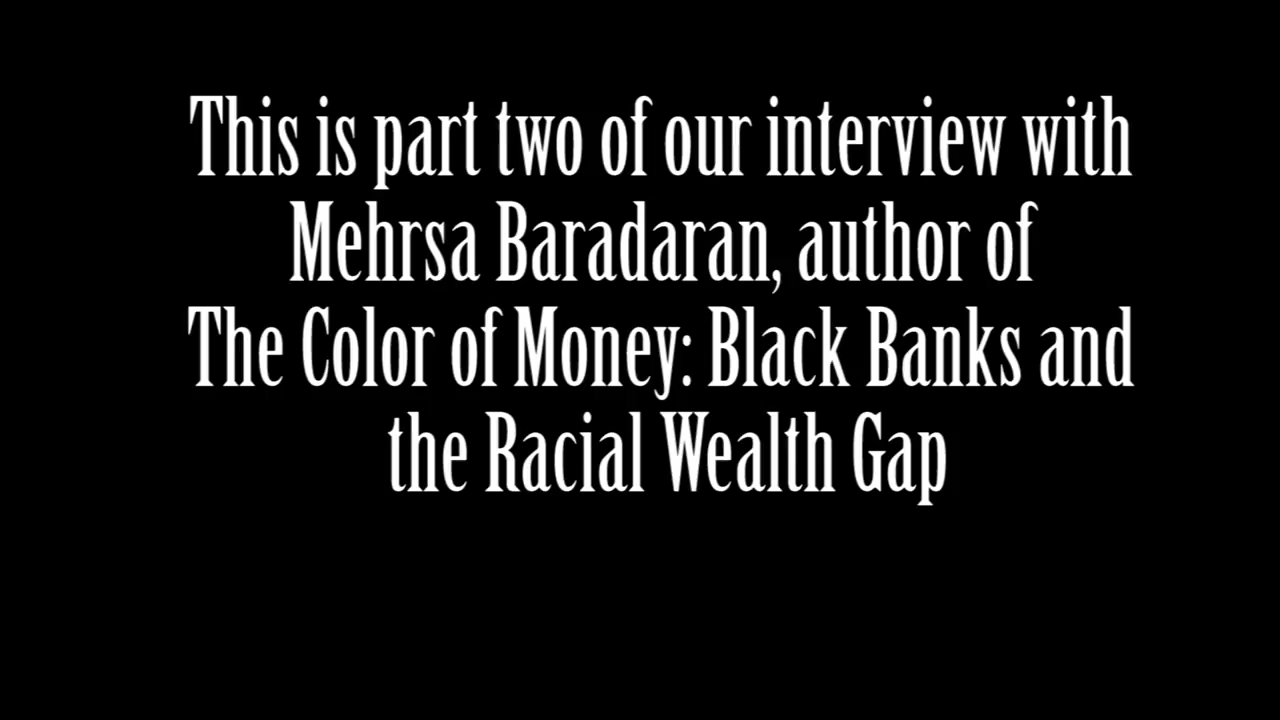 This is part two of our interview with
Mehrsa Baradaran, author of
The Color of Money: Black Banks and
the Racial Wealth Gap